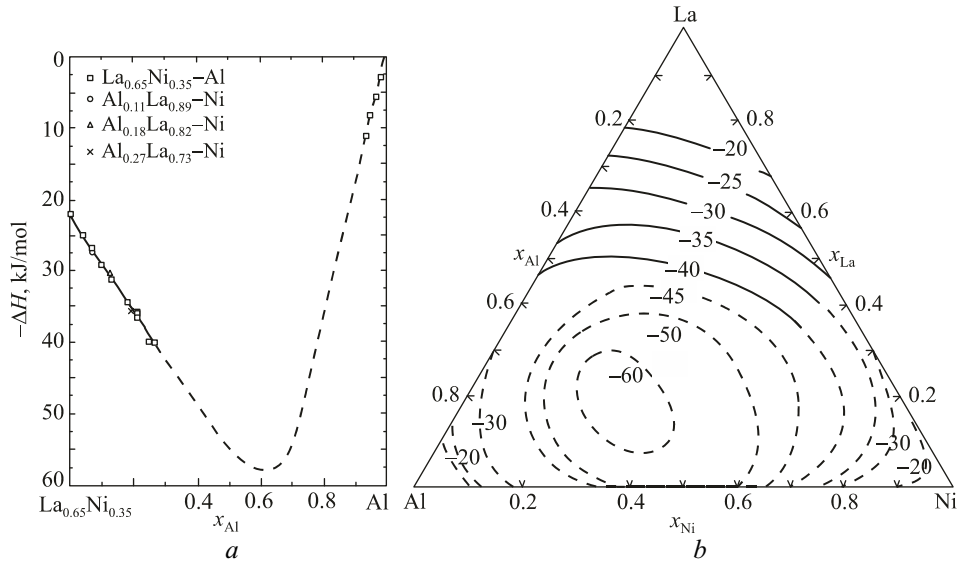 0
10
20
30
40
50
60
−ΔH, kJ/mol
La0.65Ni0.35–Al
Al0.11La0.89–Ni
Al0.18La0.82–Ni
Al0.27La0.73–Ni
La0.65Ni0.35
0.4
0.6
0.8
Al
xAl
a
La
0.2
0.8
−20
−25
−30
0.4
0.6
−35
xAl
xLa
−40
0.6
−45
0.4
−50
−60
0.8
0.2
−30
−30
−20
−20
Al
0.2
0.4
0.6
0.8
Ni
xNi
b